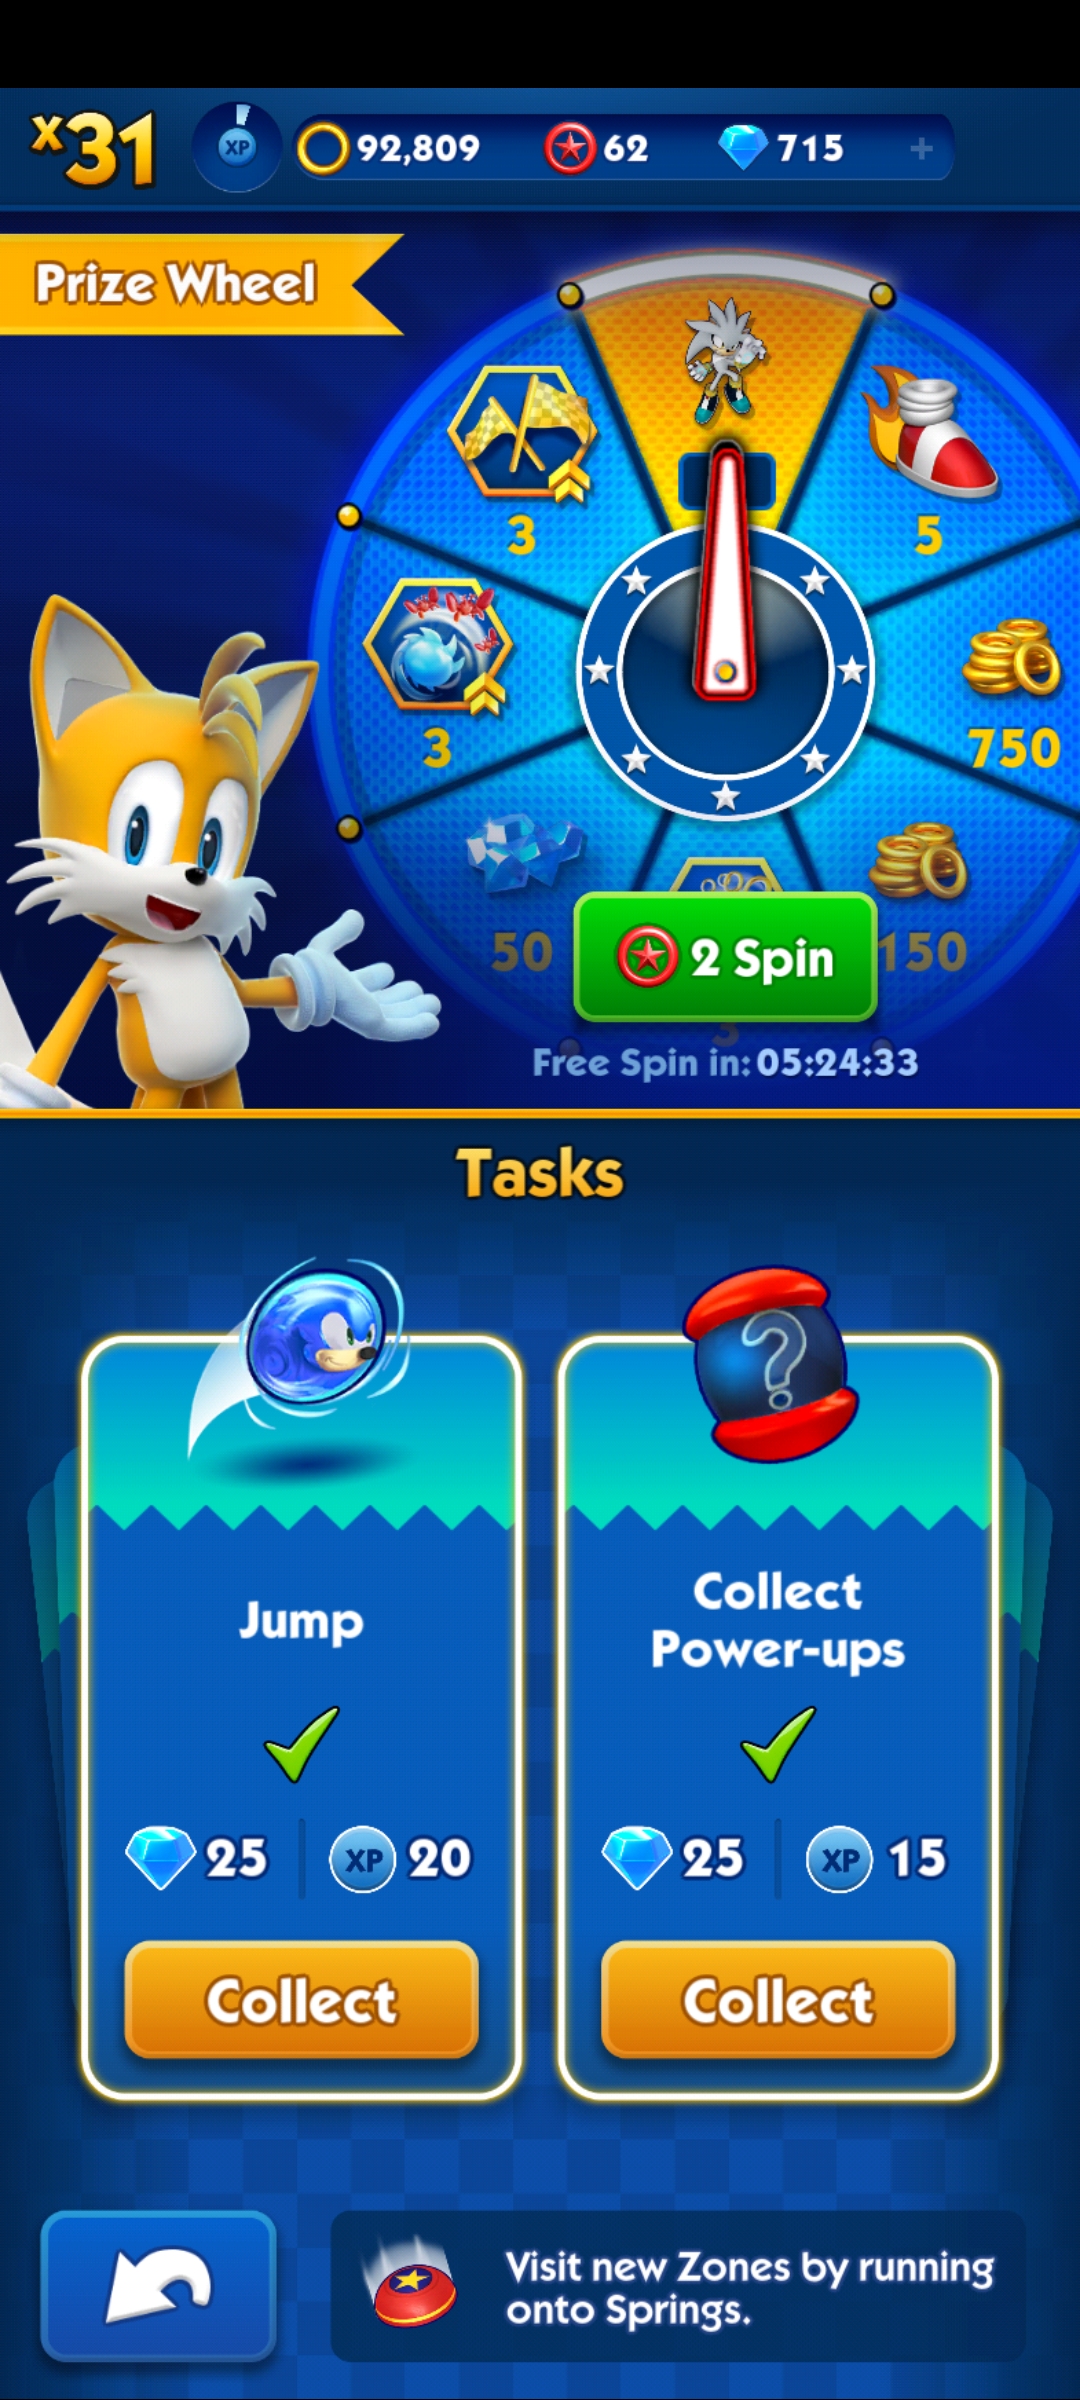 x31
XP
92,809
62
715
+
Prize Wheel
3
5
3
750
50
150
2 Spin
3
Free Spin in: 05:24:33
Tasks
?
Jump
Collect
Power-ups
25
XP
20
25
XP
15
Collect
Collect
Visit new Zones by running
onto Springs.